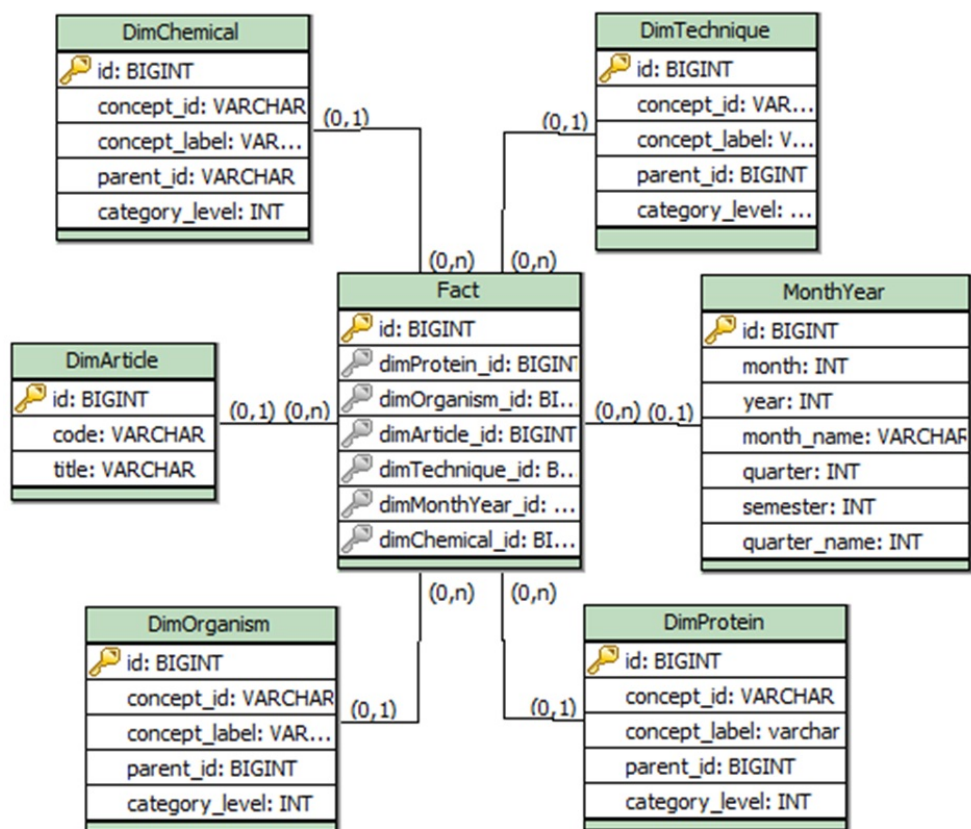 DimChemical
id: BIGINT
concept_id: VARCHAR
concept_label: VAR...
parent_id: VARCHAR
category_level: INT
(0,1)
(0,n)
DimTechnique
id: BIGINT
concept_id: VAR...
concept_label: V...
parent_id: BIGINT
category_level: ...
(0,1)
(0,n)
DimArticle
id: BIGINT
code: VARCHAR
title: VARCHAR
(0,1) (0,n)
Fact
id: BIGINT
dimProtein_id: BIGINT
dimOrganism_id: BI...
dimArticle_id: BIGINT
dimTechnique_id: B...
dimMonthYear_id: ...
dimChemical_id: BI...
(0,n) (0.1)
MonthYear
id: BIGINT
month: INT
year: INT
month_name: VARCHAR
quarter: INT
semester: INT
quarter_name: INT
DimOrganism
id: BIGINT
concept_id: VARCHAR
concept_label: VAR...
parent_id: BIGINT
category_level: INT
(0,1)
(0,n)
(0,n)
(0,1)
DimProtein
id: BIGINT
concept_id: VARCHAR
concept_label: varchar
parent_id: BIGINT
category_level: INT